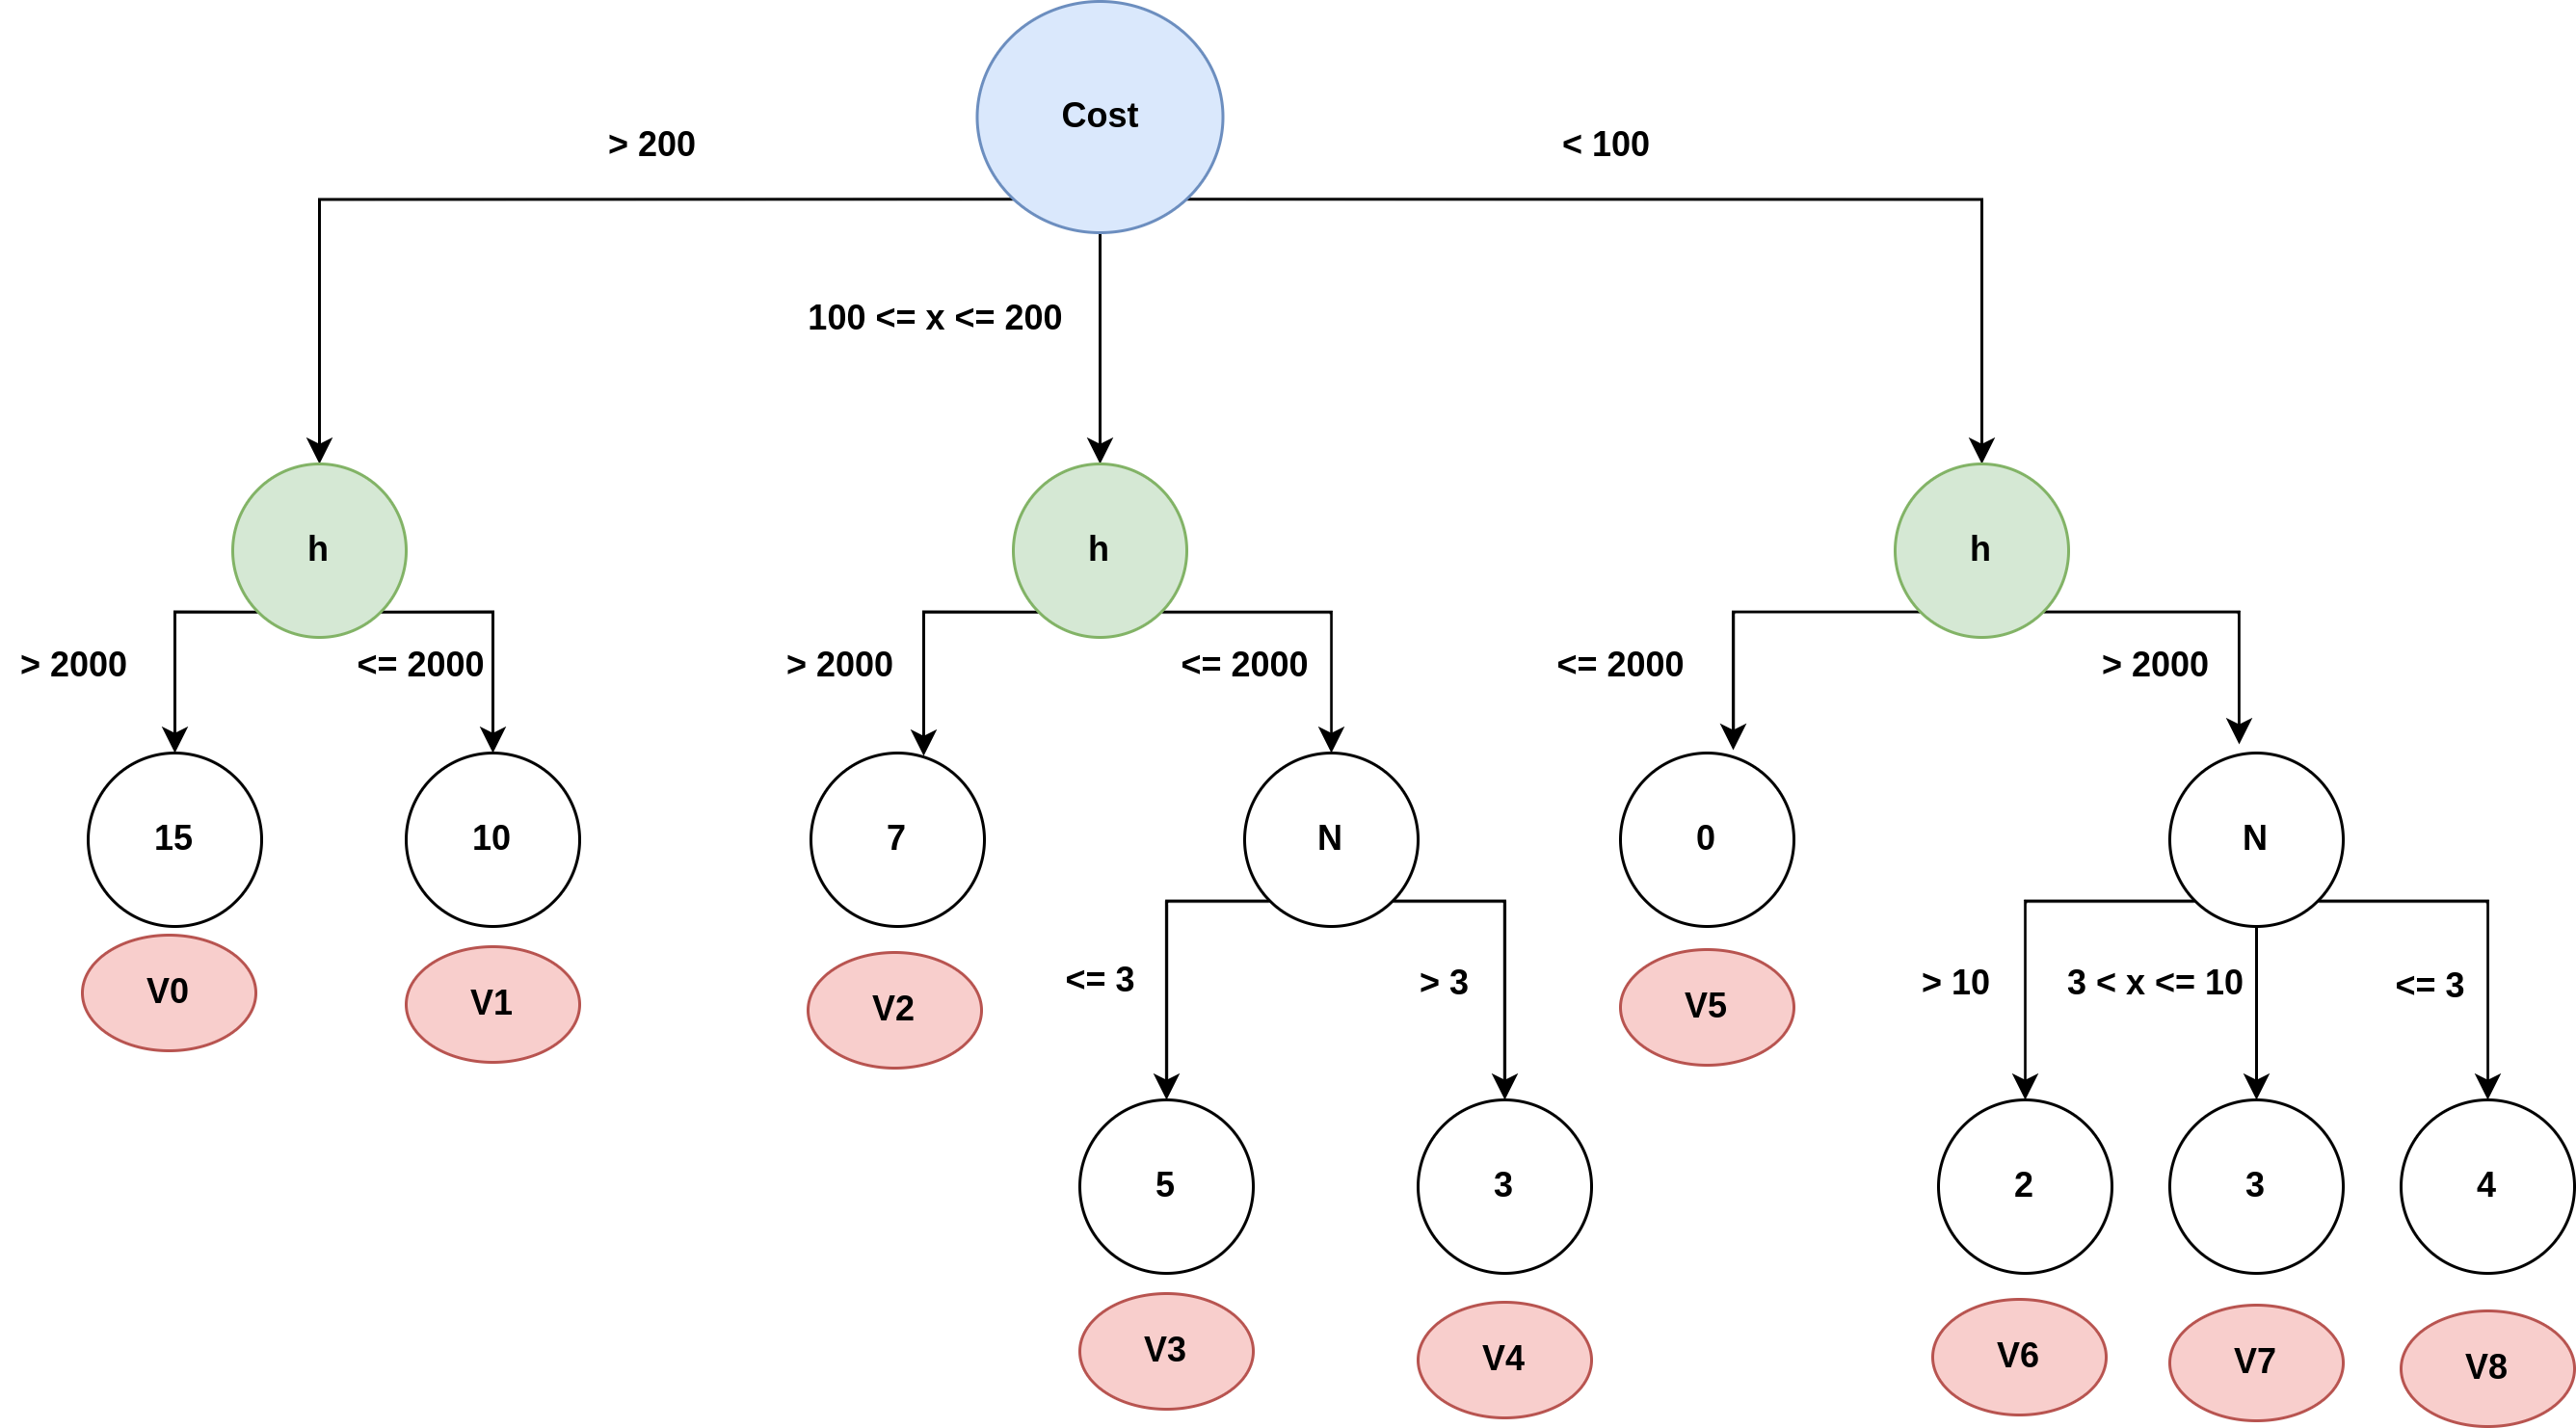 Cost
> 200
< 100
100 <= x <= 200
h
h
h
> 2000
<= 2000
> 2000
<= 2000
<= 2000
> 2000
15
10
7
N
0
N
<= 3
> 3
> 10
3 < x <= 10
<= 3
V0
V1
V2
V5
5
3
2
3
4
V3
V4
V6
V7
V8